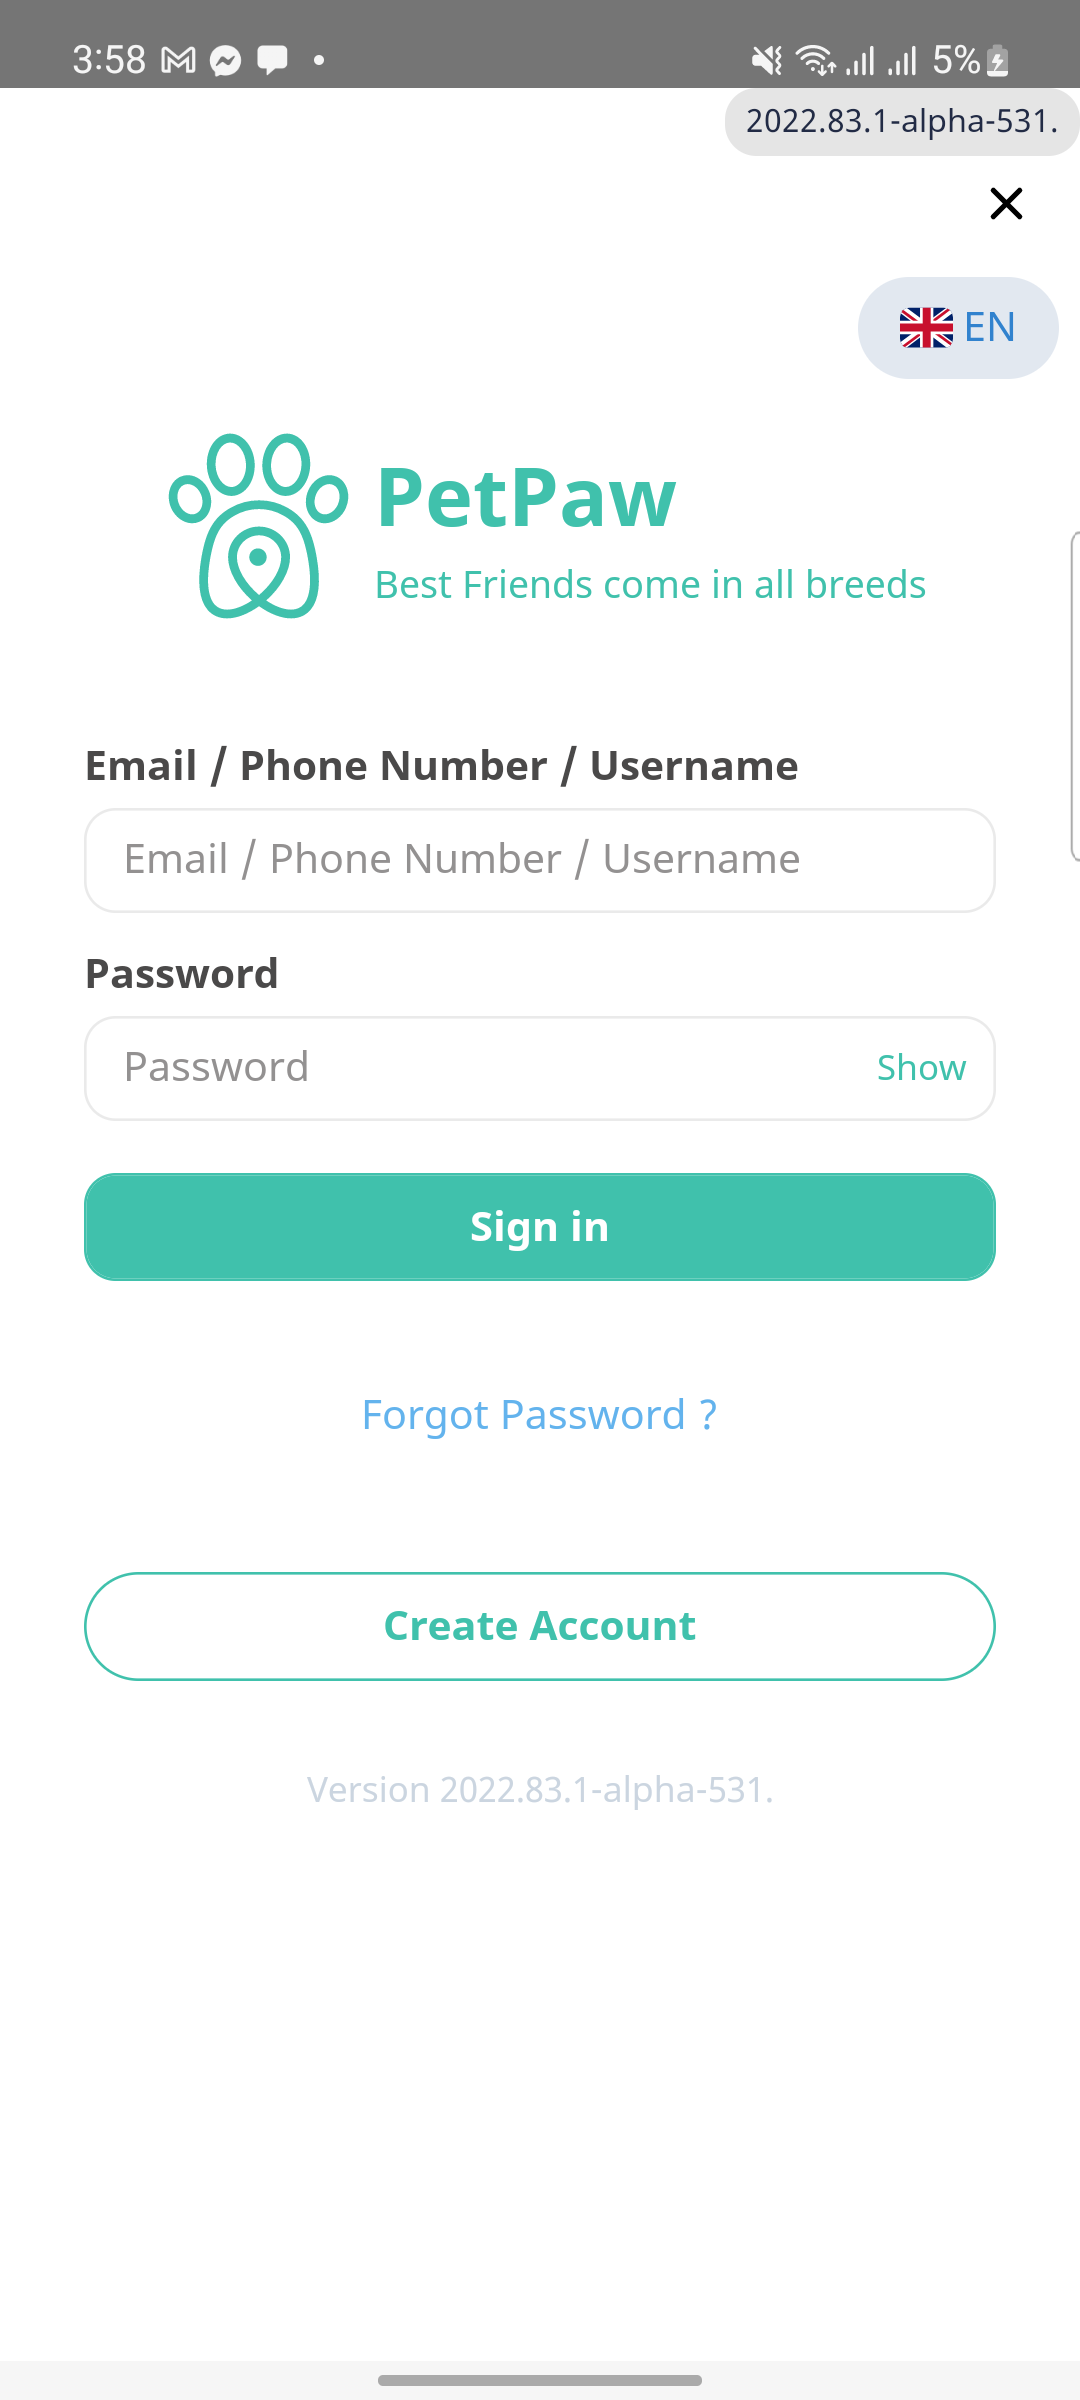 3:58
5%
2022.83.1-alpha-531.
EN
PetPaw
Best Friends come in all breeds
Email / Phone Number / Username
Email / Phone Number / Username
Password
Password
Show
Sign in
Forgot Password ?
Create Account
Version 2022.83.1-alpha-531.